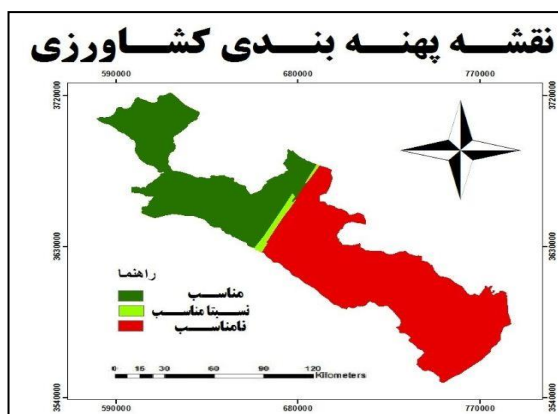 نقشه پهنه بندی کشاورزی
590000 680000 770000
3720000 3720000
3630000 3630000
راهنما
مناسب
نسبتا مناسب
نامناسب
0 15 30 60 90 120
Kilometers
3540000 3540000
590000 680000 770000